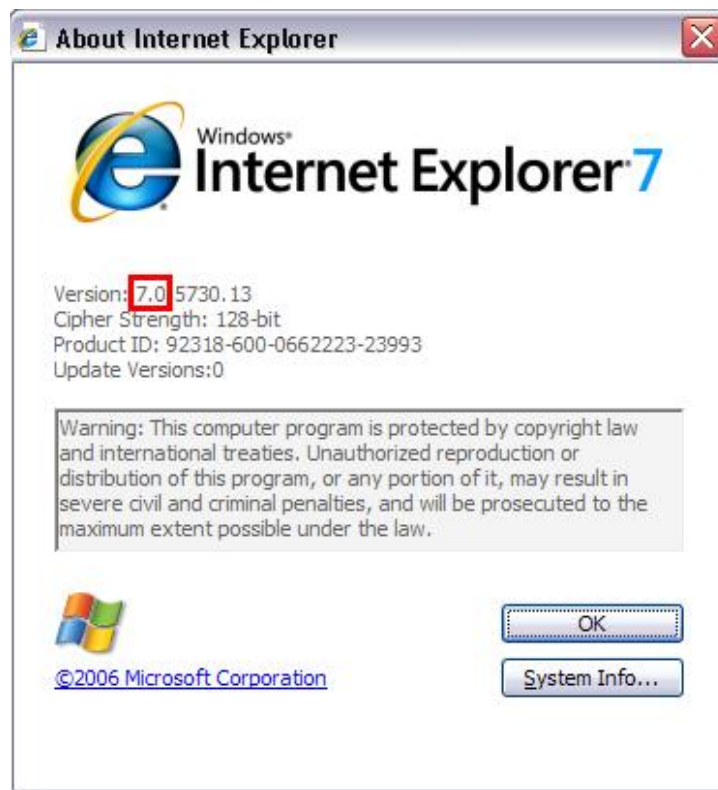 About Internet Explorer
Windows®
Internet Explorer 7
Version: 7.0.5730.13
Cipher Strength: 128-bit
Product ID: 92318-600-0662223-23993
Update Versions:0
Warning: This computer program is protected by copyright law
and international treaties. Unauthorized reproduction or
distribution of this program, or any portion of it, may result in
severe civil and criminal penalties, and will be prosecuted to the
maximum extent possible under the law.
OK
©2006 Microsoft Corporation
System Info...